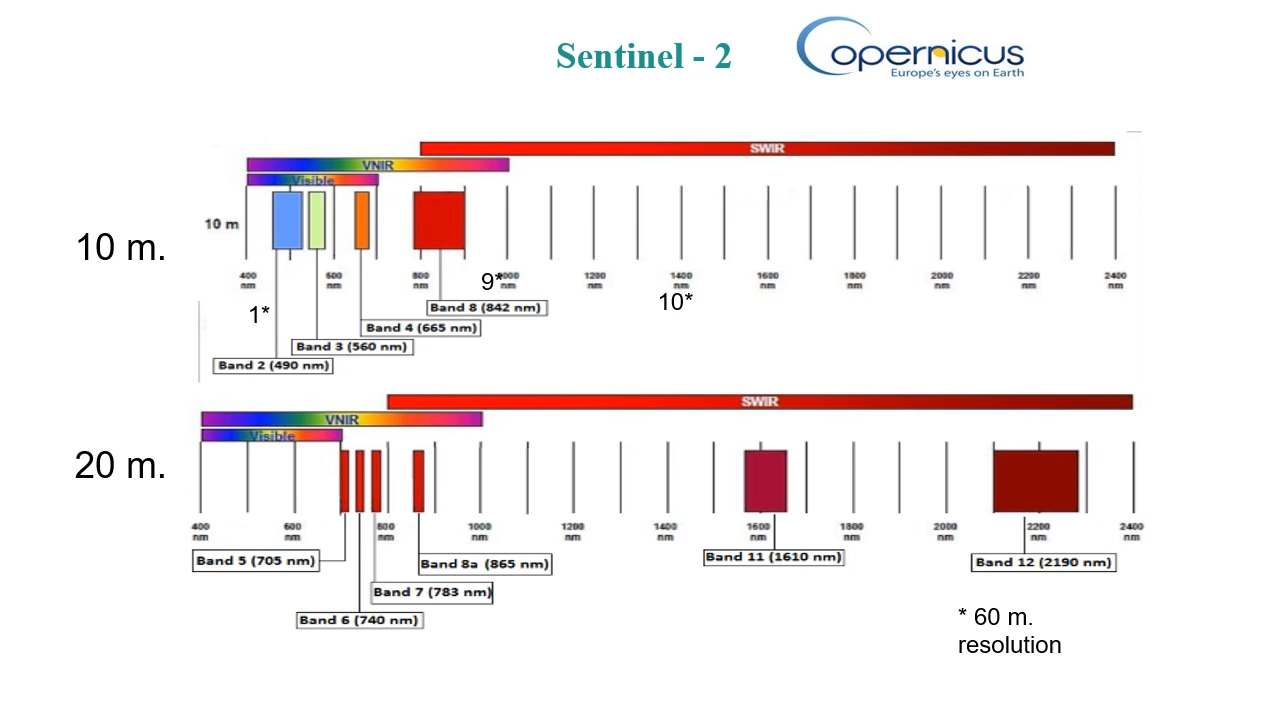 Sentinel - 2
Copernicus
Europe's eyes on Earth
SWIR
VNIR
Visible
10 m.
10 m
400 nm
600 nm
800 nm
1000 nm
1200 nm
1400 nm
1600 nm
1800 nm
2000 nm
2200 nm
2400 nm
9*
10*
1*
Band 8 (842 nm)
Band 4 (665 nm)
Band 3 (560 nm)
Band 2 (490 nm)
SWIR
VNIR
Visible
20 m.
400 nm
600 nm
800 nm
1000 nm
1200 nm
1400 nm
1600 nm
1800 nm
2000 nm
2200 nm
2400 nm
Band 5 (705 nm)
Band 8a (865 nm)
Band 11 (1610 nm)
Band 12 (2190 nm)
Band 7 (783 nm)
Band 6 (740 nm)
* 60 m.
resolution